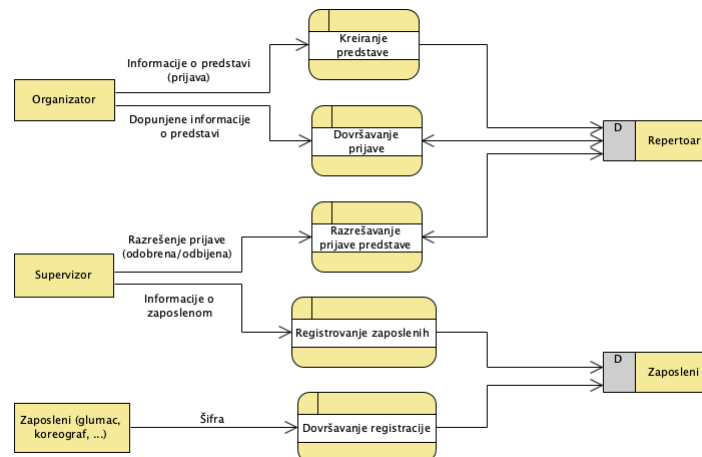 Kreiranje
predstave
Informacije o predstavi
(prijava)
Organizator
Dopunjene informacije
o predstavi
Dovršavanje
prijave
D
Repertoar
Razrešenje prijave
(odobrena/odbijena)
Razrešavanje
prijave predstave
Supervizor
Informacije o
zaposlenom
Registrovanje zaposlenih
D
Zaposleni
Zaposleni (glumac,
koreograf, ...)
Šifra
Dovršavanje registracije